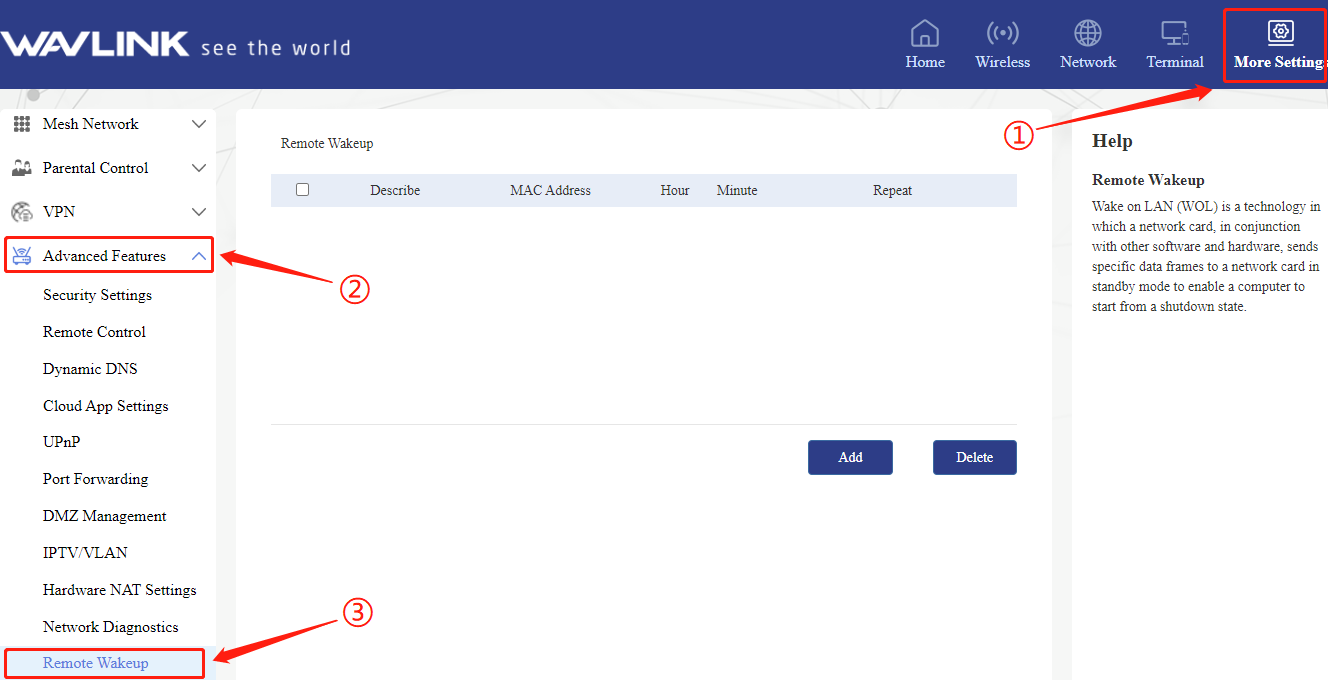 WAVLINK see the world
Home
Wireless
Network
Terminal
More Setting
①
Mesh Network
Parental Control
VPN
Advanced Features
②
Security Settings
Remote Control
Dynamic DNS
Cloud App Settings
UPnP
Port Forwarding
DMZ Management
IPTV/VLAN
Hardware NAT Settings
Network Diagnostics
Remote Wakeup
③
Remote Wakeup
Describe MAC Address Hour Minute Repeat
Add Delete
Help
Remote Wakeup
Wake on LAN (WOL) is a technology in
which a network card, in conjunction
with other software and hardware, sends
specific data frames to a network card in
standby mode to enable a computer to
start from a shutdown state.